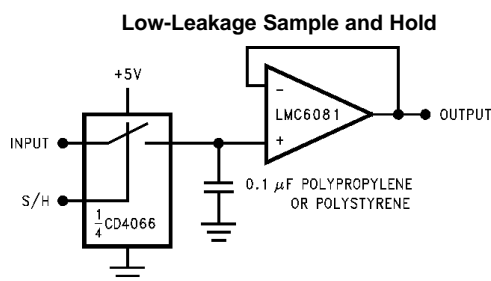 Low-Leakage Sample and Hold
+5V
-
LMC6081
OUTPUT
INPUT
+
0.1 µF POLYPROPYLENE
OR POLYSTYRENE
S/H
1/4 CD4066